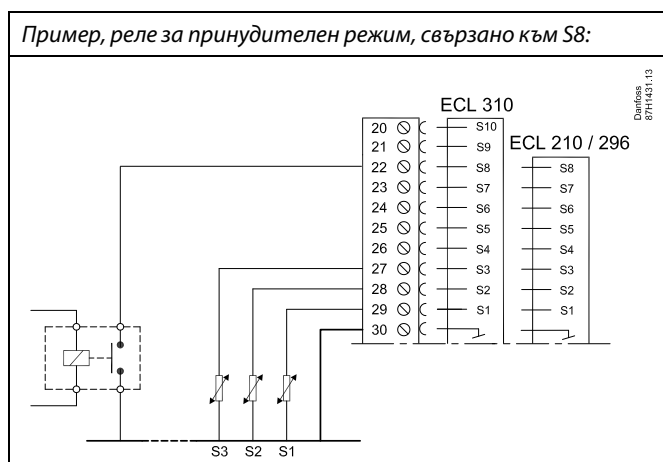 Пример, реле за принудителен режим, свързано към S8:
Danfoss
87H1431.13
ECL 310
ECL 210 / 296
20 S10
21 S9
22 S8 S8
23 S7 S7
24 S6 S6
25 S5 S5
26 S4 S4
27 S3 S3
28 S2 S2
29 S1 S1
30
S3 S2 S1